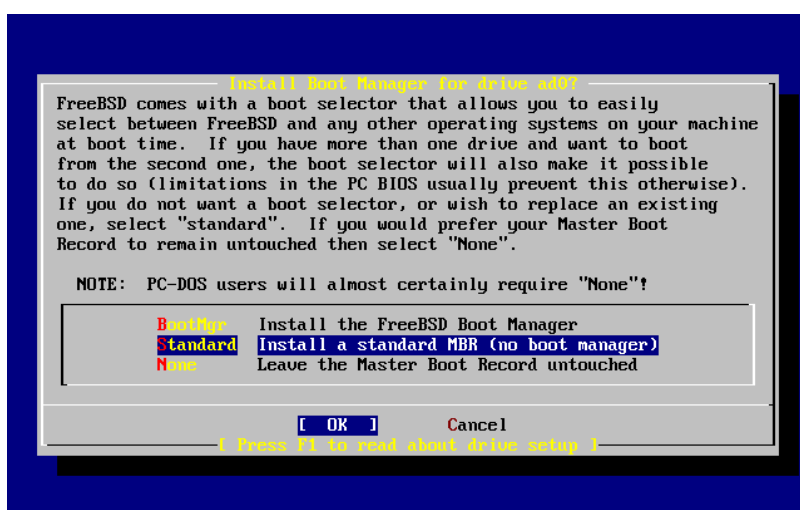 Install Boot Manager for drive ad0?
FreeBSD comes with a boot selector that allows you to easily
select between FreeBSD and any other operating systems on your machine
at boot time.  If you have more than one drive and want to boot
from the second one, the boot selector will also make it possible
to do so (limitations in the PC BIOS usually prevent this otherwise).
If you do not want a boot selector, or wish to replace an existing
one, select "standard".  If you would prefer your Master Boot
Record to remain untouched then select "None".
NOTE:  PC-DOS users will almost certainly require "None"!
BootMgr   Install the FreeBSD Boot Manager
Standard  Install a standard MBR (no boot manager)
None      Leave the Master Boot Record untouched
[  OK  ]      Cancel
[ Press F1 to read about drive setup ]